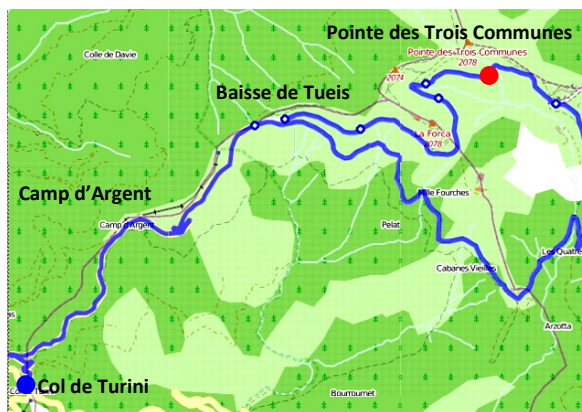 Pointe des Trois Communes
Colle de Davie
Pointe des Trois Communes
2078
2074
Baisse de Tueis
La Forca
2078
Camp d'Argent
Mille Fourches
Camp d'Argent
Pelat
Les Quatre
Cabanes Vieilles
Arzotta
Col de Turini
Bourrournet